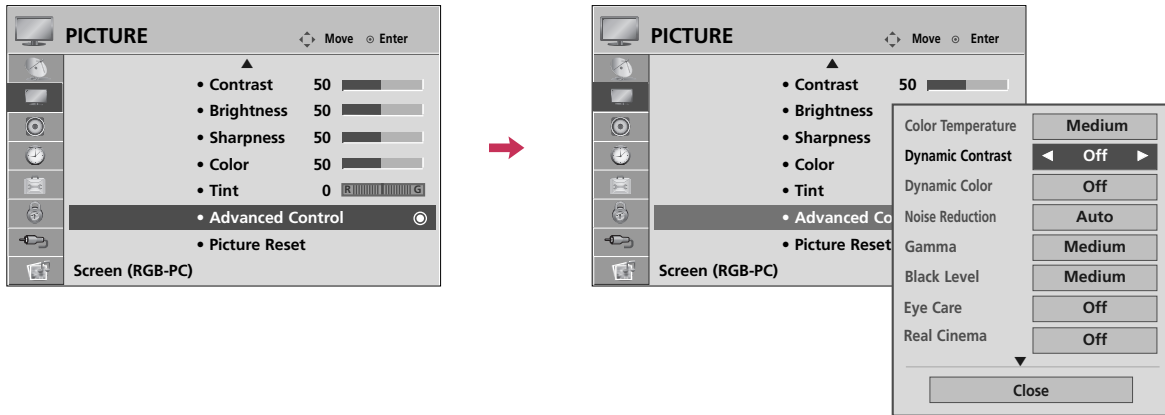 PICTURE
Move Enter
• Contrast 50
• Brightness 50
• Sharpness 50
• Color 50
• Tint 0 R G
• Advanced Control
• Picture Reset
Screen (RGB-PC)
PICTURE
Move Enter
• Contrast 50
• Brightness
• Sharpness
• Color
• Tint
• Advanced Co
• Picture Reset
Screen (RGB-PC)
Color Temperature Medium
Dynamic Contrast ◄ Off ►
Dynamic Color Off
Noise Reduction Auto
Gamma Medium
Black Level Medium
Eye Care Off
Real Cinema Off
Close